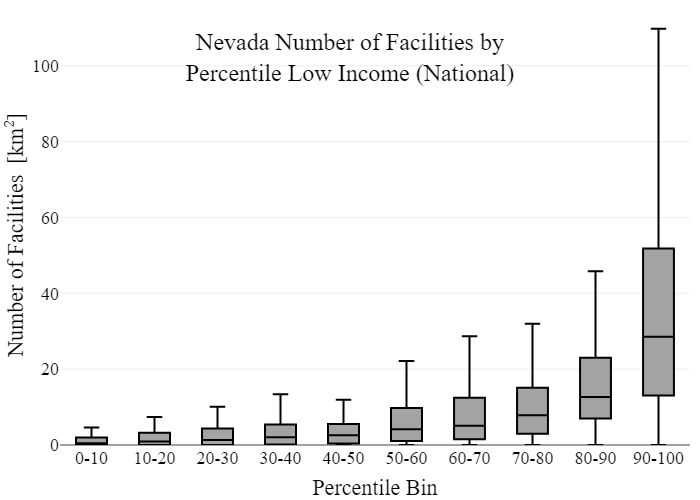 Nevada Number of Facilities by
Percentile Low Income (National)
Number of Facilities [km²]
100
80
60
40
20
0
0-10 10-20 20-30 30-40 40-50 50-60 60-70 70-80 80-90 90-100
Percentile Bin